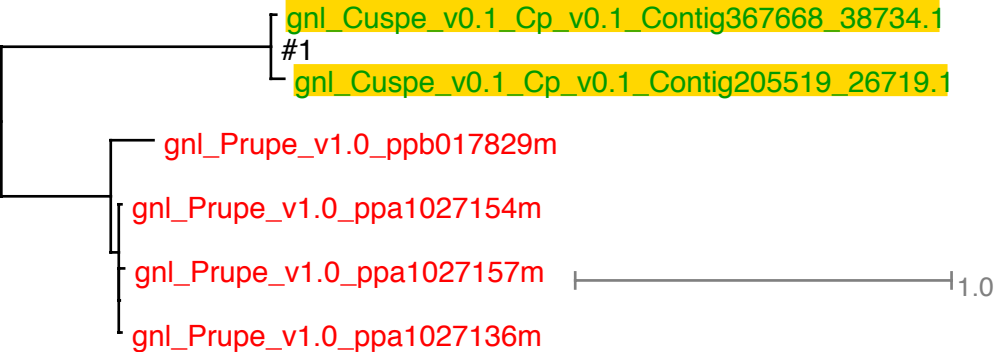 gnl_Cuspe_v0.1_Cp_v0.1_Contig367668_38734.1
#1
gnl_Cuspe_v0.1_Cp_v0.1_Contig205519_26719.1
gnl_Prupe_v1.0_ppb017829m
gnl_Prupe_v1.0_ppa1027154m
gnl_Prupe_v1.0_ppa1027157m
1.0
gnl_Prupe_v1.0_ppa1027136m